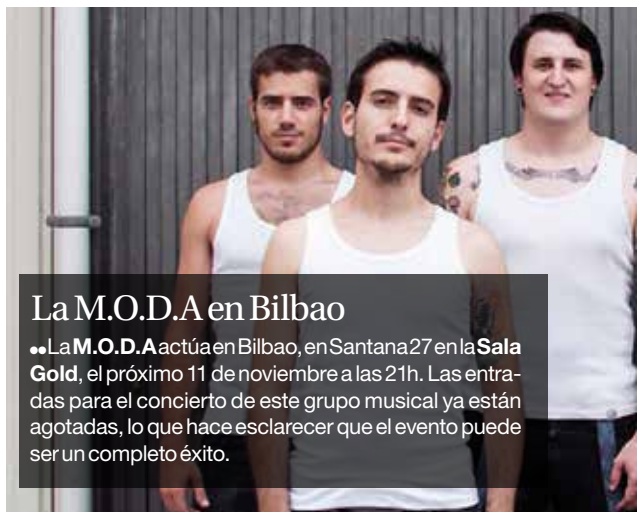 La M.O.D.A en Bilbao
••La M.O.D.A actúa en Bilbao, en Santana 27 en la Sala
Gold, el próximo 11 de noviembre a las 21h. Las entra-
das para el concierto de este grupo musical ya están
agotadas, lo que hace esclarecer que el evento puede
ser un completo éxito.